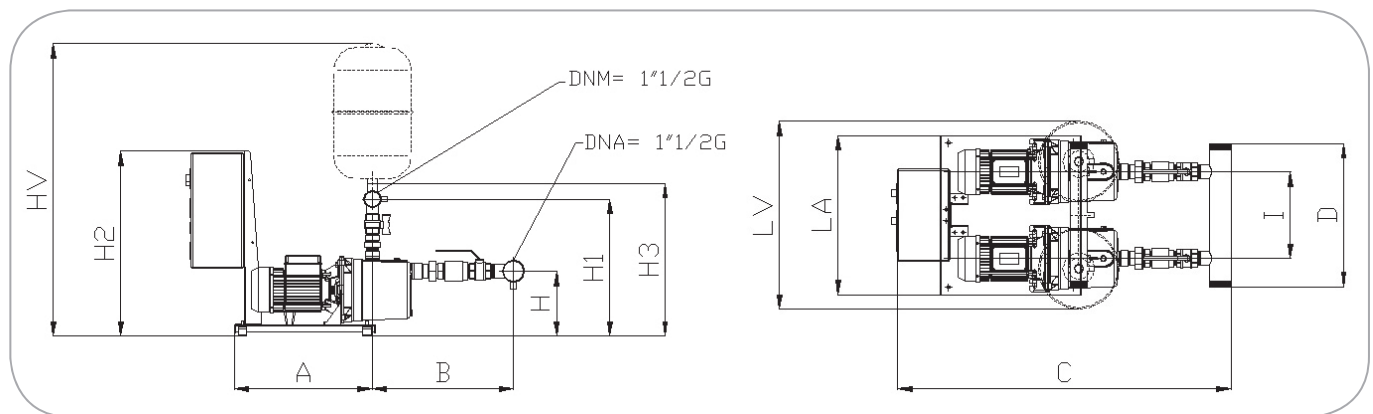 HV
H2
DNM= 1"1/2G
DNA= 1"1/2G
H
H1
H3
A
B
LV
LA
I
D
C